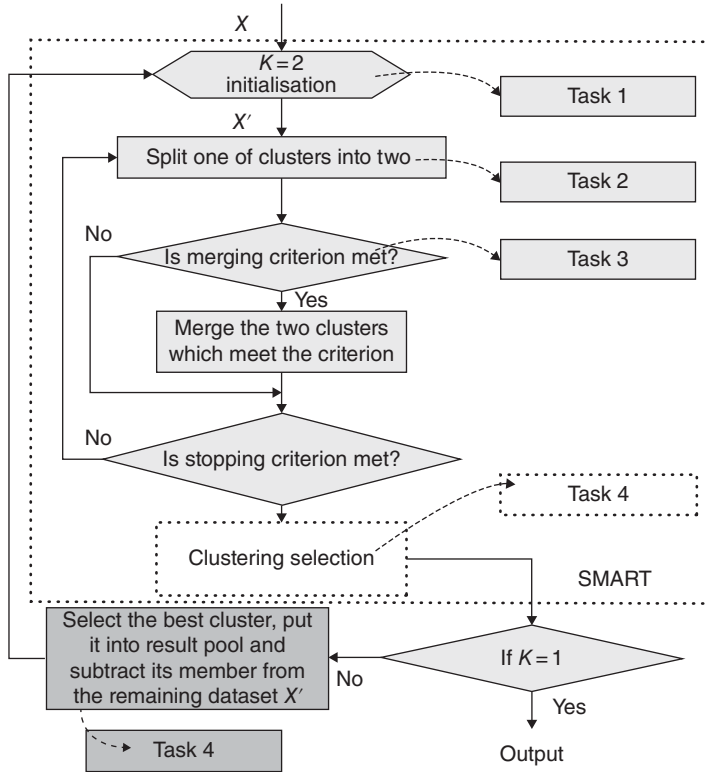 X
K = 2
initialisation
Task 1
X′
Split one of clusters into two
Task 2
No
Is merging criterion met?
Task 3
Yes
Merge the two clusters
which meet the criterion
No
Is stopping criterion met?
Task 4
Clustering selection
SMART
Select the best cluster, put
it into result pool and
subtract its member from
the remaining dataset X′
If K = 1
No
Yes
Task 4
Output